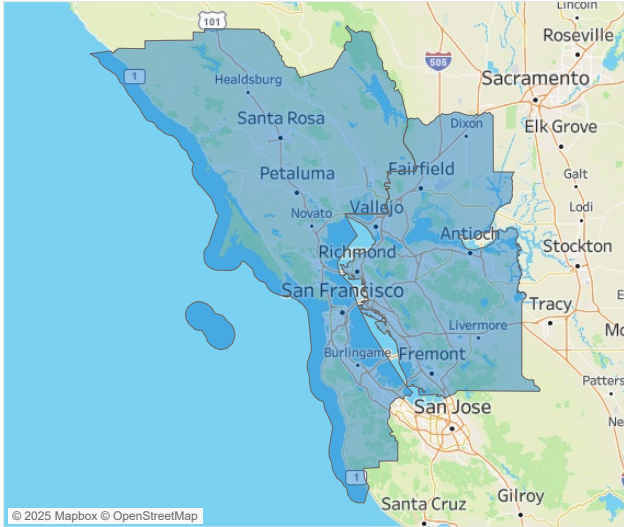 Lincoln
101
Roseville
505
1
Healdsburg
Sacramento
Santa Rosa
Dixon
Elk Grove
Petaluma
Fairfield
Galt
Novato
Vallejo
Lodi
Antioch
Stockton
Richmond
San Francisco
Tracy
Livermore
Mo
Burlingame
Fremont
Patters
San Jose
Ne
1
Santa Cruz
Gilroy
© 2025 Mapbox © OpenStreetMap